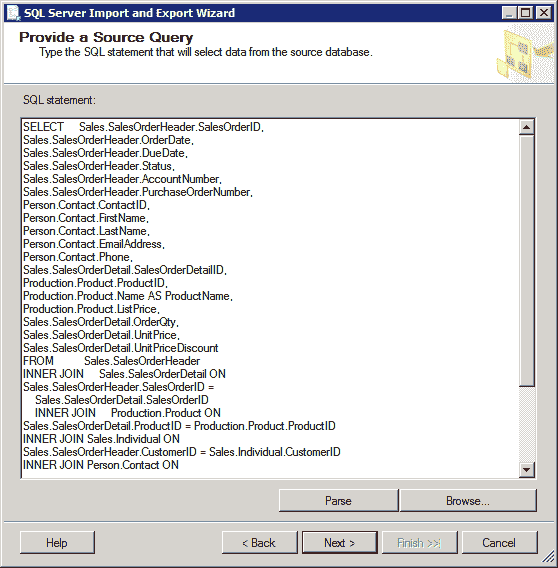 SQL Server Import and Export Wizard
Provide a Source Query
Type the SQL statement that will select data from the source database.
SQL statement:
SELECT Sales.SalesOrderHeader.SalesOrderID,
Sales.SalesOrderHeader.OrderDate,
Sales.SalesOrderHeader.DueDate,
Sales.SalesOrderHeader.Status,
Sales.SalesOrderHeader.AccountNumber,
Sales.SalesOrderHeader.PurchaseOrderNumber,
Person.Contact.ContactID,
Person.Contact.FirstName,
Person.Contact.LastName,
Person.Contact.EmailAddress,
Person.Contact.Phone,
Sales.SalesOrderDetail.SalesOrderDetailID,
Production.Product.ProductID,
Production.Product.Name AS ProductName,
Production.Product.ListPrice,
Sales.SalesOrderDetail.OrderQty,
Sales.SalesOrderDetail.UnitPrice,
Sales.SalesOrderDetail.UnitPriceDiscount
FROM Sales.SalesOrderHeader
INNER JOIN Sales.SalesOrderDetail ON
Sales.SalesOrderHeader.SalesOrderID =
Sales.SalesOrderDetail.SalesOrderID
INNER JOIN Production.Product ON
Sales.SalesOrderDetail.ProductID = Production.Product.ProductID
INNER JOIN Sales.Individual ON
Sales.SalesOrderHeader.CustomerID = Sales.Individual.CustomerID
INNER JOIN Person.Contact ON
Parse
Browse...
Help
< Back
Next >
Finish >>|
Cancel